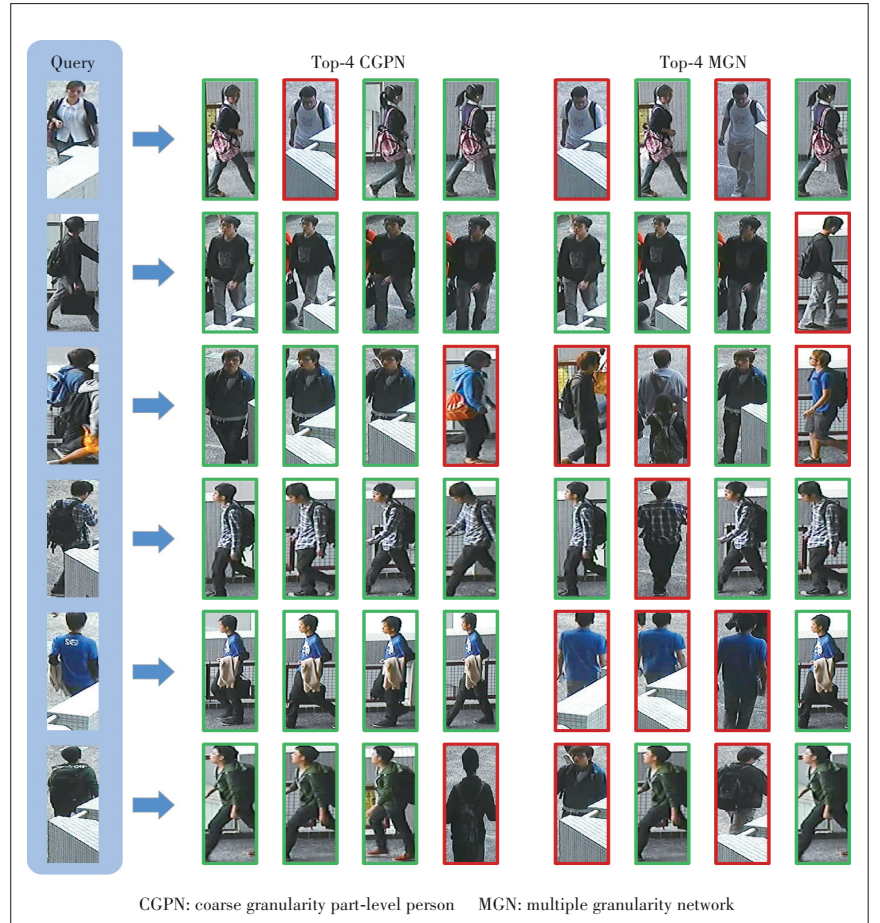 Query
Top-4 CGPN
Top-4 MGN
CGPN: coarse granularity part-level person
MGN: multiple granularity network